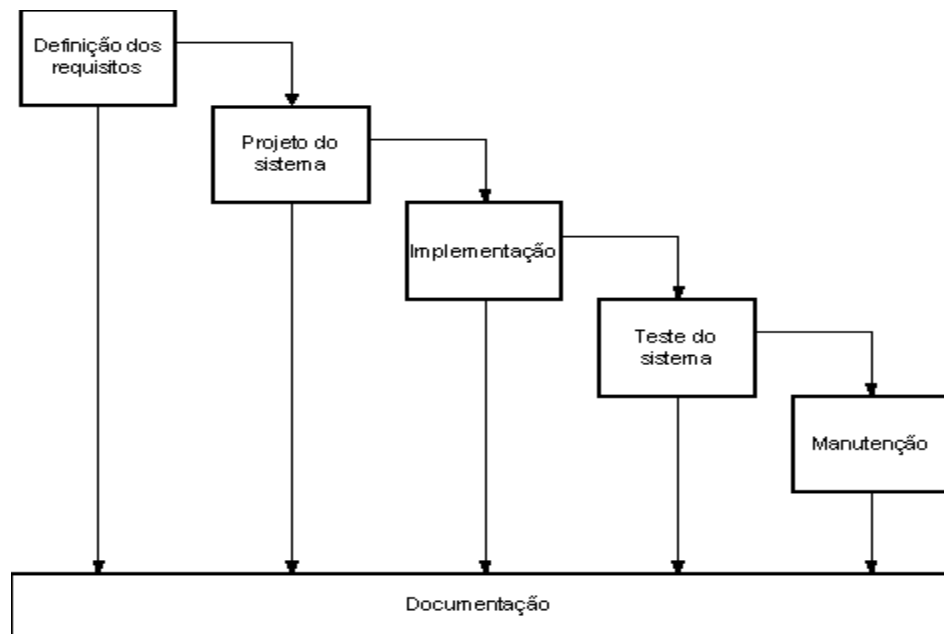 Definição dos
requisitos
Projeto do
sistema
Implementação
Teste do
sistema
Manutenção
Documentação